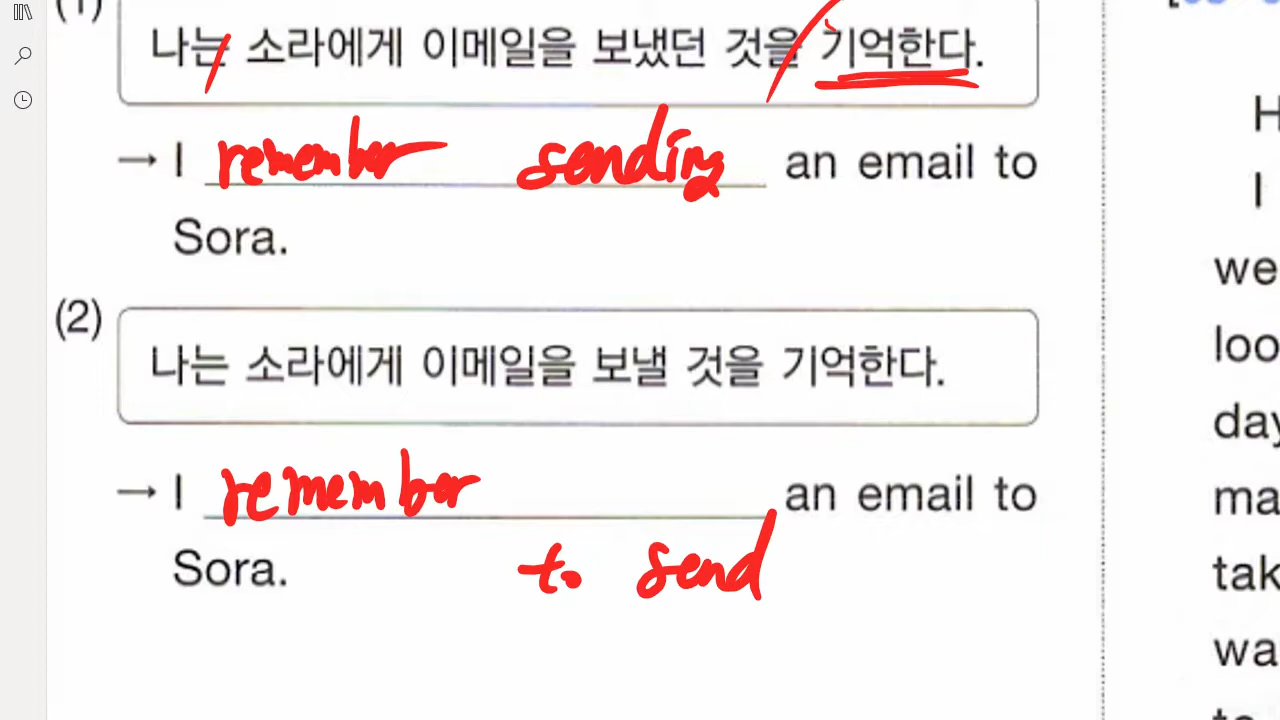 (1)
나는 소라에게 이메일을 보냈던 것을 기억한다.
→ I remember sending an email to
Sora.
(2)
나는 소라에게 이메일을 보낼 것을 기억한다.
→ I remember an email to
to send
Sora.
H
I
we
loo
day
ma
tak
wa